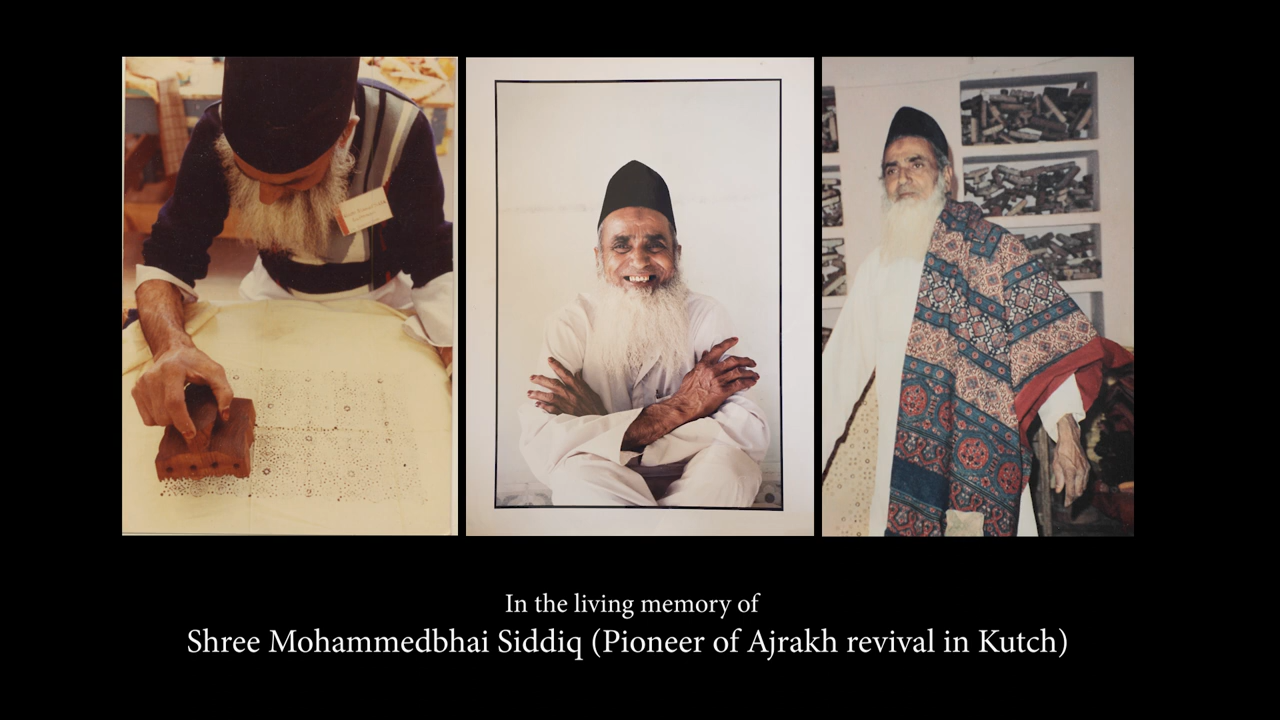 In the living memory of
Shree Mohammedbhai Siddiq (Pioneer of Ajrakh revival in Kutch)